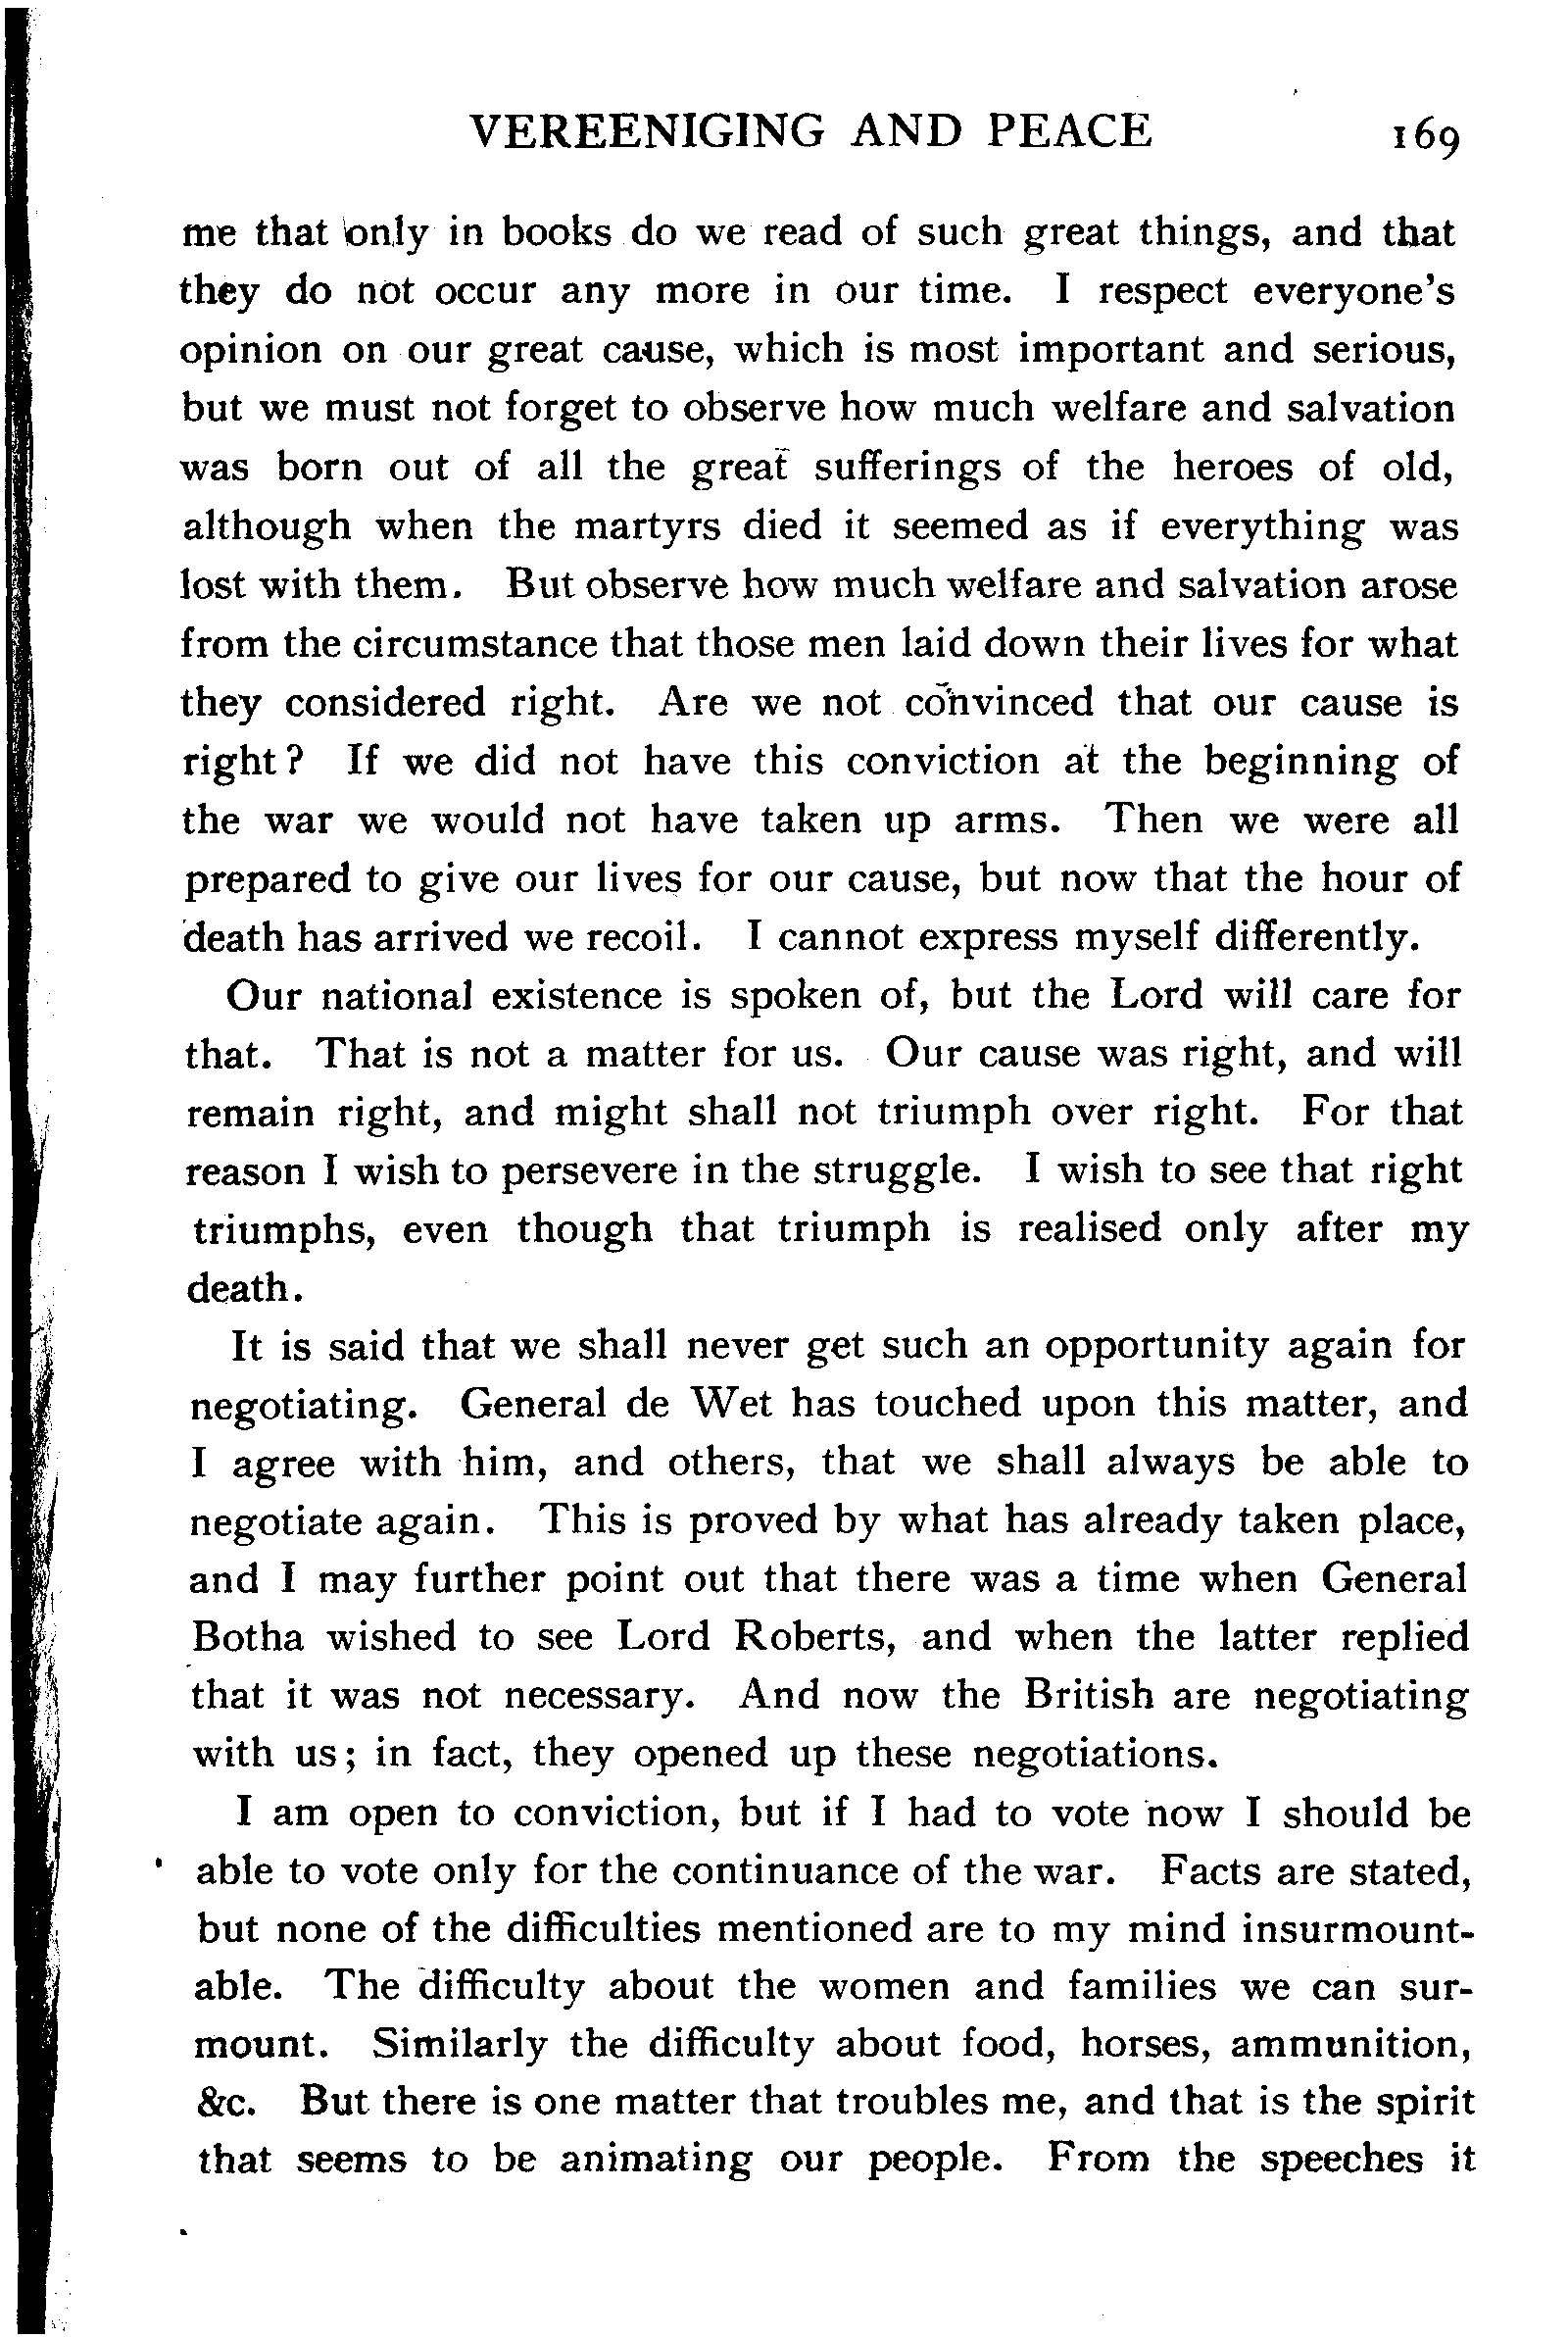 VEREENIGING AND PEACE 169
me that only in books do we read of such great things, and that
they do not occur any more in our time. I respect everyone's
opinion on our great cause, which is most important and serious,
but we must not forget to observe how much welfare and salvation
was born out of all the great sufferings of the heroes of old,
although when the martyrs died it seemed as if everything was
lost with them. But observe how much welfare and salvation arose
from the circumstance that those men laid down their lives for what
they considered right. Are we not convinced that our cause is
right? If we did not have this conviction at the beginning of
the war we would not have taken up arms. Then we were all
prepared to give our lives for our cause, but now that the hour of
death has arrived we recoil. I cannot express myself differently.
Our national existence is spoken of, but the Lord will care for
that. That is not a matter for us. Our cause was right, and will
remain right, and might shall not triumph over right. For that
reason I wish to persevere in the struggle. I wish to see that right
triumphs, even though that triumph is realised only after my
death.
It is said that we shall never get such an opportunity again for
negotiating. General de Wet has touched upon this matter, and
I agree with him, and others, that we shall always be able to
negotiate again. This is proved by what has already taken place,
and I may further point out that there was a time when General
Botha wished to see Lord Roberts, and when the latter replied
that it was not necessary. And now the British are negotiating
with us; in fact, they opened up these negotiations.
I am open to conviction, but if I had to vote now I should be
able to vote only for the continuance of the war. Facts are stated,
but none of the difficulties mentioned are to my mind insurmount-
able. The difficulty about the women and families we can sur-
mount. Similarly the difficulty about food, horses, ammunition,
&c. But there is one matter that troubles me, and that is the spirit
that seems to be animating our people. From the speeches it